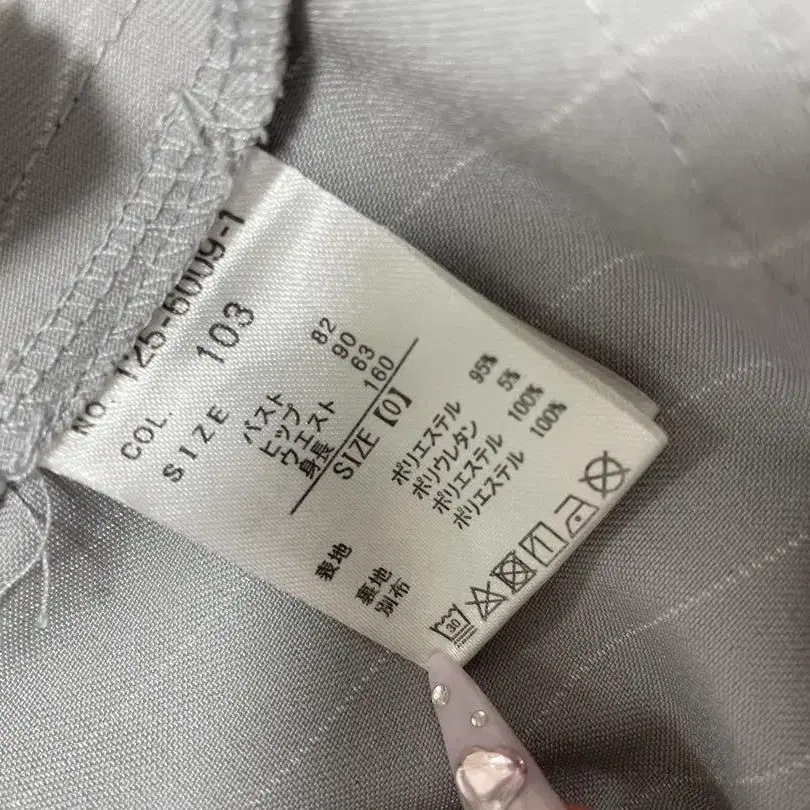 NO. 125-6009-1
COL. 103
SIZE
バスト 82
ヒップ 90
ウエスト 63
身長 160
SIZE【0】
表地 ポリエステル 95%
ポリウレタン 5%
裏地 ポリエステル 100%
別布 ポリエステル 100%
30